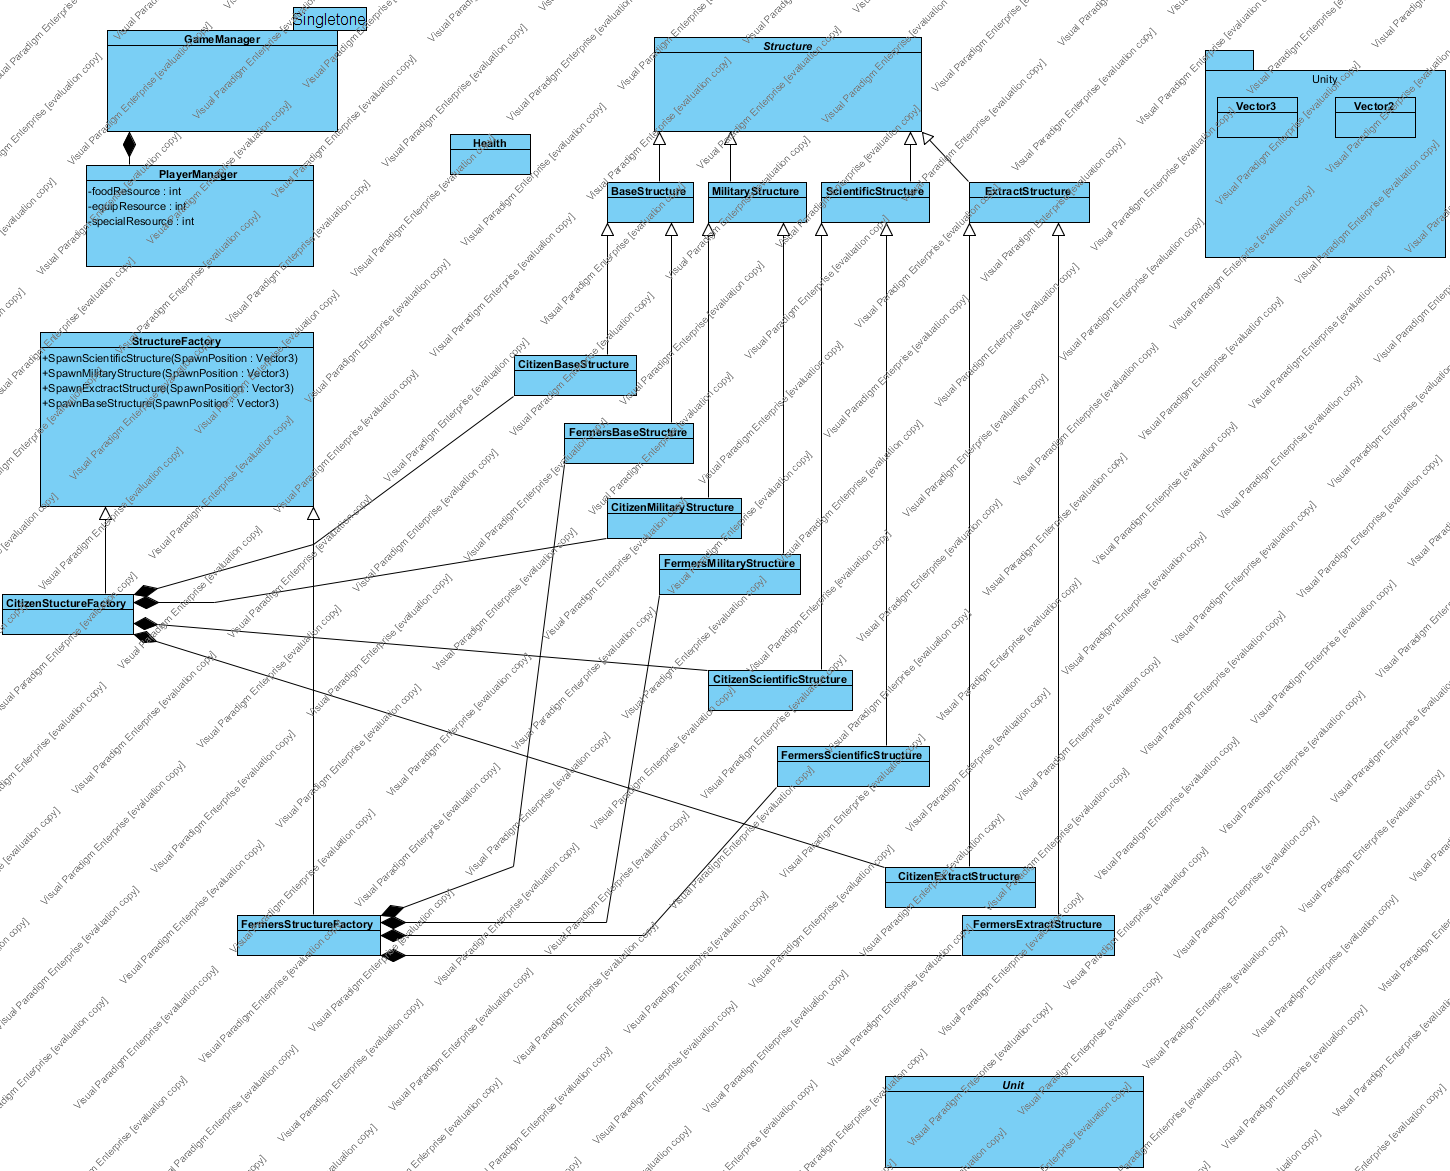 Singletone
GameManager
Structure
Unity
Vector3
Vector2
Health
PlayerManager
-foodResource : int
-equipResource : int
-specialResource : int
BaseStructure
MilitaryStructure
ScientificStructure
ExtractStructure
StructureFactory
+SpawnScientificStructure(SpawnPosition : Vector3)
+SpawnMilitaryStructure(SpawnPosition : Vector3)
+SpawnExctractStructure(SpawnPosition : Vector3)
+SpawnBaseStructure(SpawnPosition : Vector3)
CitizenBaseStructure
FermersBaseStructure
CitizenMilitaryStructure
FermersMilitaryStructure
CitizenStuctureFactory
CitizenScientificStructure
FermersScientificStructure
CitizenExtractStructure
FermersStructureFactory
FermersExtractStructure
Unit
Visual Paradigm Enterprise [evaluation copy]